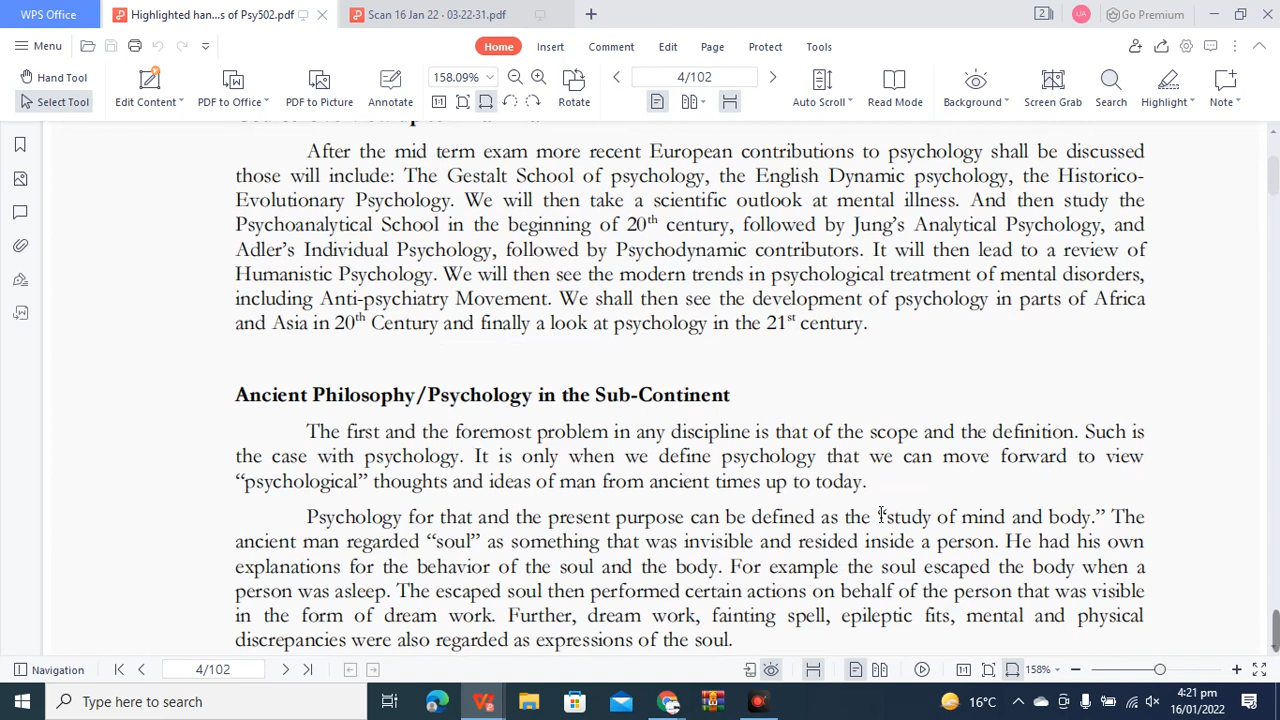 WPS Office
Highlighted han...s of Psy502.pdf
Scan 16 Jan 22 · 03-22-31.pdf
2
UA
Go Premium
Menu
Home
Insert
Comment
Edit
Page
Protect
Tools
Hand Tool
Select Tool
Edit Content
PDF to Office
PDF to Picture
Annotate
158.09%
Rotate
4/102
Auto Scroll
Read Mode
Background
Screen Grab
Search
Highlight
Note
After the mid term exam more recent European contributions to psychology shall be discussed
those will include: The Gestalt School of psychology, the English Dynamic psychology, the Historico-
Evolutionary Psychology. We will then take a scientific outlook at mental illness. And then study the
Psychoanalytical School in the beginning of 20th century, followed by Jung's Analytical Psychology, and
Adler's Individual Psychology, followed by Psychodynamic contributors. It will then lead to a review of
Humanistic Psychology. We will then see the modern trends in psychological treatment of mental disorders,
including Anti-psychiatry Movement. We shall then see the development of psychology in parts of Africa
and Asia in 20th Century and finally a look at psychology in the 21st century.
Ancient Philosophy/Psychology in the Sub-Continent
The first and the foremost problem in any discipline is that of the scope and the definition. Such is
the case with psychology. It is only when we define psychology that we can move forward to view
“psychological” thoughts and ideas of man from ancient times up to today.
Psychology for that and the present purpose can be defined as the “study of mind and body.” The
ancient man regarded “soul” as something that was invisible and resided inside a person. He had his own
explanations for the behavior of the soul and the body. For example the soul escaped the body when a
person was asleep. The escaped soul then performed certain actions on behalf of the person that was visible
in the form of dream work. Further, dream work, fainting spell, epileptic fits, mental and physical
discrepancies were also regarded as expressions of the soul.
Navigation
4/102
158%
Type here to search
16°C
4:21 pm
16/01/2022